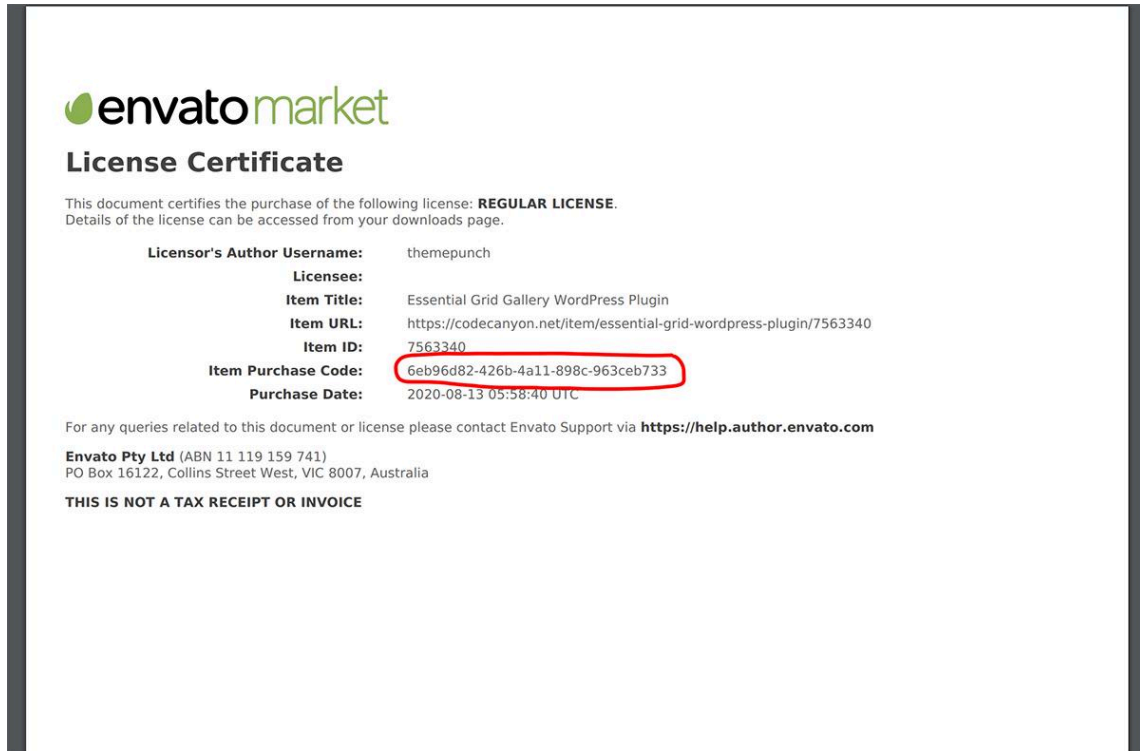 envatomarket
License Certificate
This document certifies the purchase of the following license: REGULAR LICENSE.
Details of the license can be accessed from your downloads page.
Licensor's Author Username: themepunch
Licensee:
Item Title: Essential Grid Gallery WordPress Plugin
Item URL: https://codecanyon.net/item/essential-grid-wordpress-plugin/7563340
Item ID: 7563340
Item Purchase Code: 6eb96d82-426b-4a11-898c-963ceb733
Purchase Date: 2020-08-13 05:58:40 UTC
For any queries related to this document or license please contact Envato Support via https://help.author.envato.com
Envato Pty Ltd (ABN 11 119 159 741)
PO Box 16122, Collins Street West, VIC 8007, Australia
THIS IS NOT A TAX RECEIPT OR INVOICE